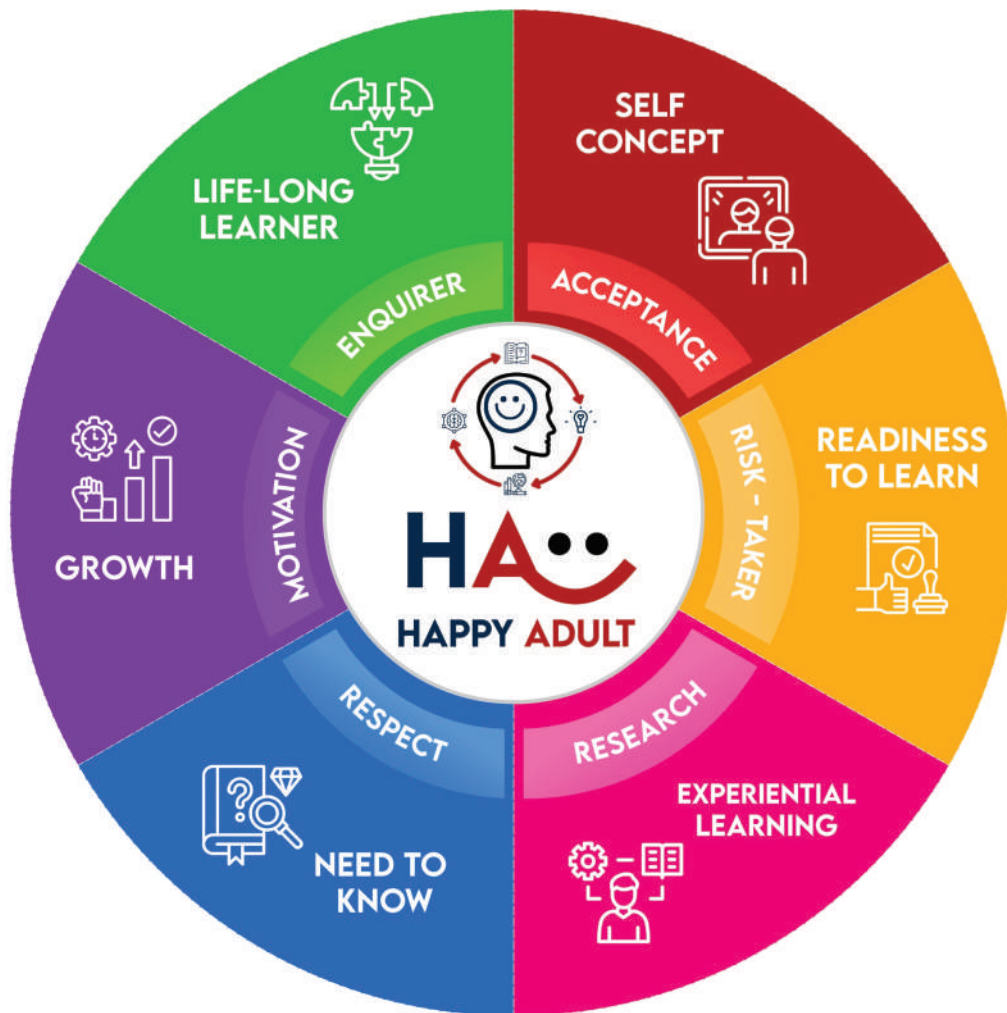 SELF
CONCEPT
ACCEPTANCE
READINESS
TO LEARN
RISK - TAKER
EXPERIENTIAL
LEARNING
RESEARCH
NEED TO
KNOW
RESPECT
GROWTH
MOTIVATION
LIFE-LONG
LEARNER
ENQUIRER
HA
HAPPY ADULT